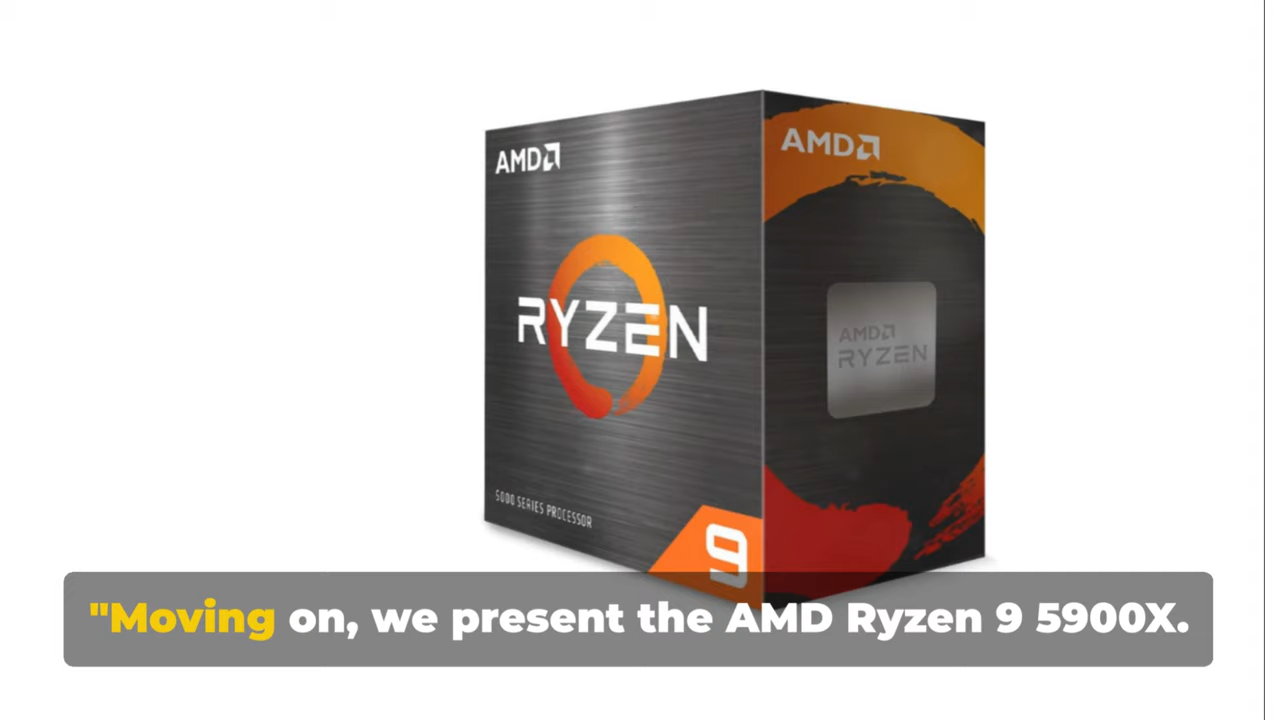 AMD
RYZEN
5000 SERIES PROCESSOR
9
AMD
AMD
RYZEN
"Moving on, we present the AMD Ryzen 9 5900X.